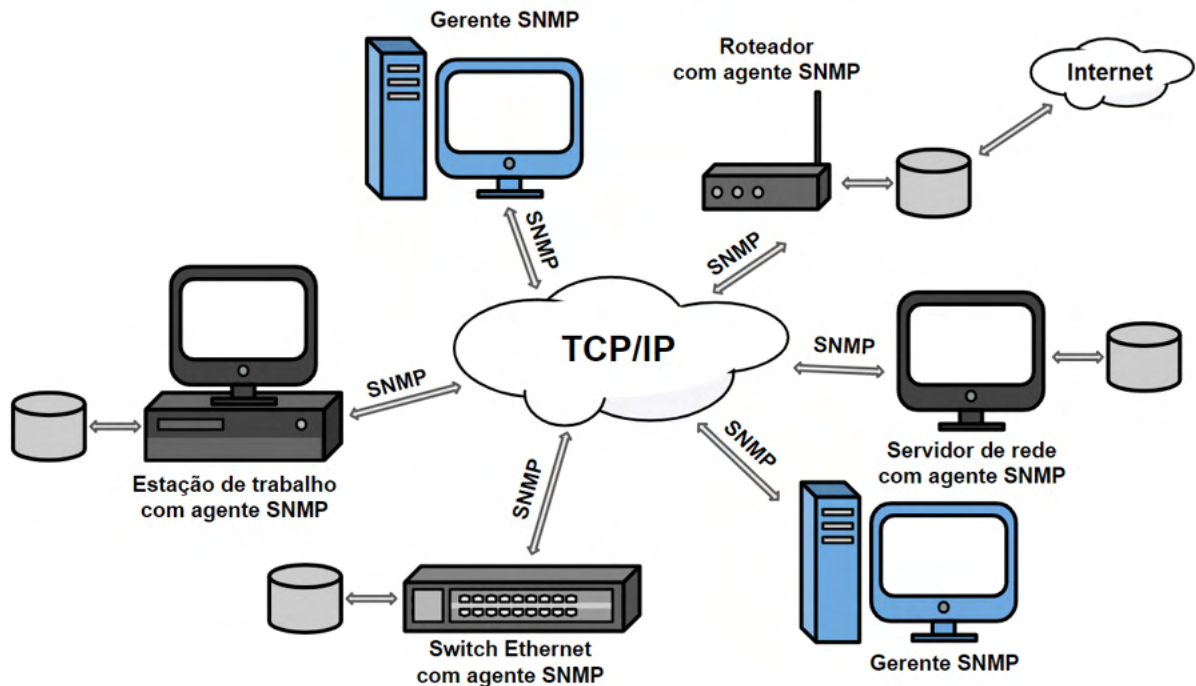 Gerente SNMP
Roteador
com agente SNMP
Internet
SNMP
SNMP
TCP/IP
SNMP
SNMP
Estação de trabalho
com agente SNMP
SNMP
SNMP
Servidor de rede
com agente SNMP
Switch Ethernet
com agente SNMP
Gerente SNMP